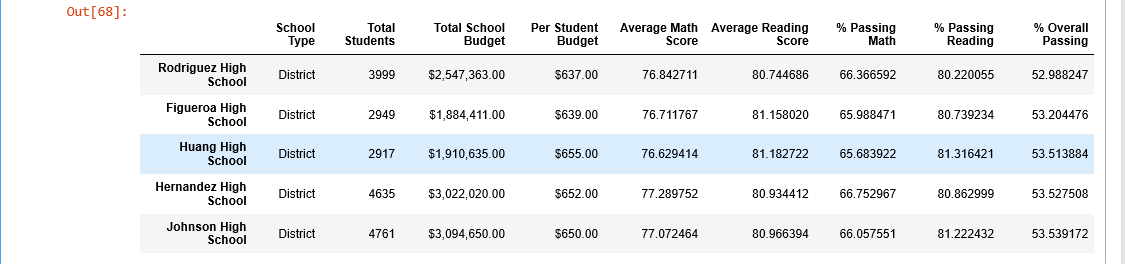 Out[68]:
School Type Total Students Total School Budget Per Student Budget Average Math Score Average Reading Score % Passing Math % Passing Reading % Overall Passing
Rodriguez High School District 3999 $2,547,363.00 $637.00 76.842711 80.744686 66.366592 80.220055 52.988247
Figueroa High School District 2949 $1,884,411.00 $639.00 76.711767 81.158020 65.988471 80.739234 53.204476
Huang High School District 2917 $1,910,635.00 $655.00 76.629414 81.182722 65.683922 81.316421 53.513884
Hernandez High School District 4635 $3,022,020.00 $652.00 77.289752 80.934412 66.752967 80.862999 53.527508
Johnson High School District 4761 $3,094,650.00 $650.00 77.072464 80.966394 66.057551 81.222432 53.539172